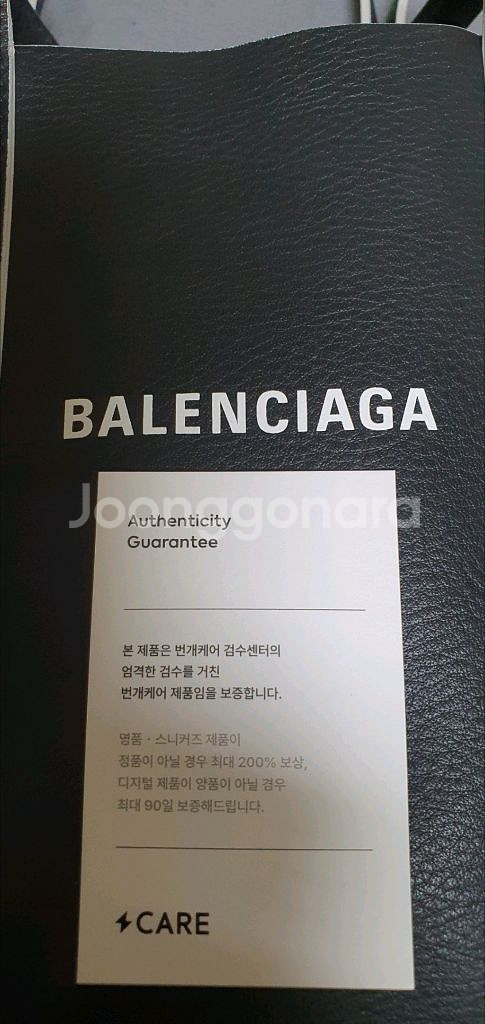 BALENCIAGA
Joonggonara
Authenticity
Guarantee
본 제품은 번개케어 검수센터의
엄격한 검수를 거친
번개케어 제품임을 보증합니다.
명품 · 스니커즈 제품이
정품이 아닐 경우 최대 200% 보상,
디지털 제품이 양품이 아닐 경우
최대 90일 보증해드립니다.
CARE